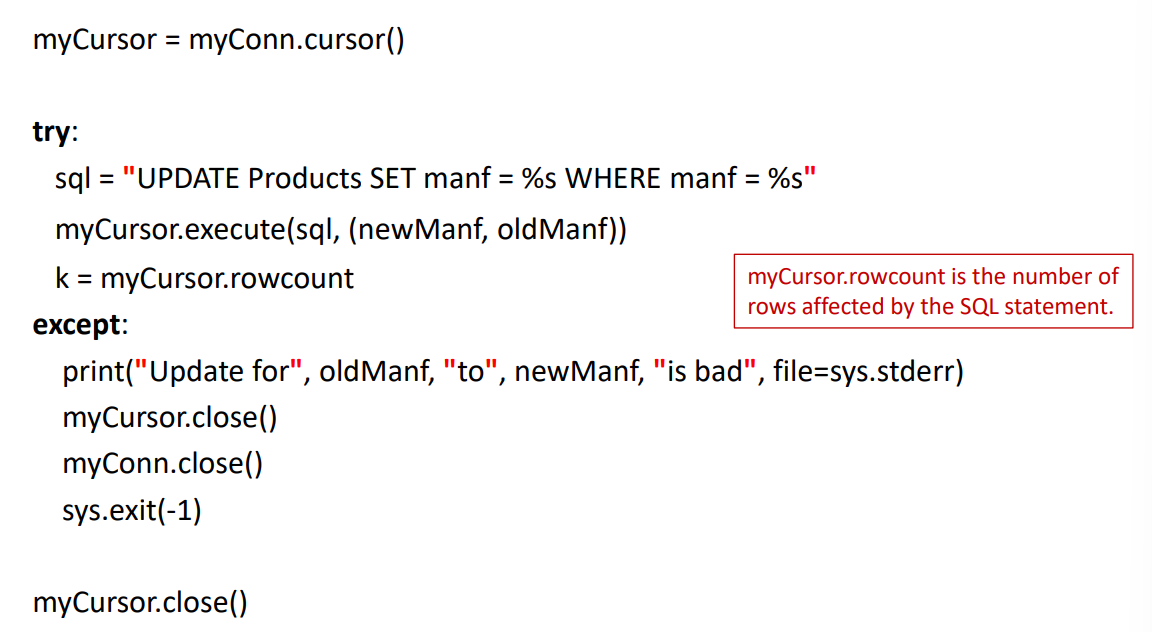 myCursor = myConn.cursor()
try:
sql = "UPDATE Products SET manf = %s WHERE manf = %s"
myCursor.execute(sql, (newManf, oldManf))
k = myCursor.rowcount
myCursor.rowcount is the number of
rows affected by the SQL statement.
except:
print("Update for", oldManf, "to", newManf, "is bad", file=sys.stderr)
myCursor.close()
myConn.close()
sys.exit(-1)
myCursor.close()